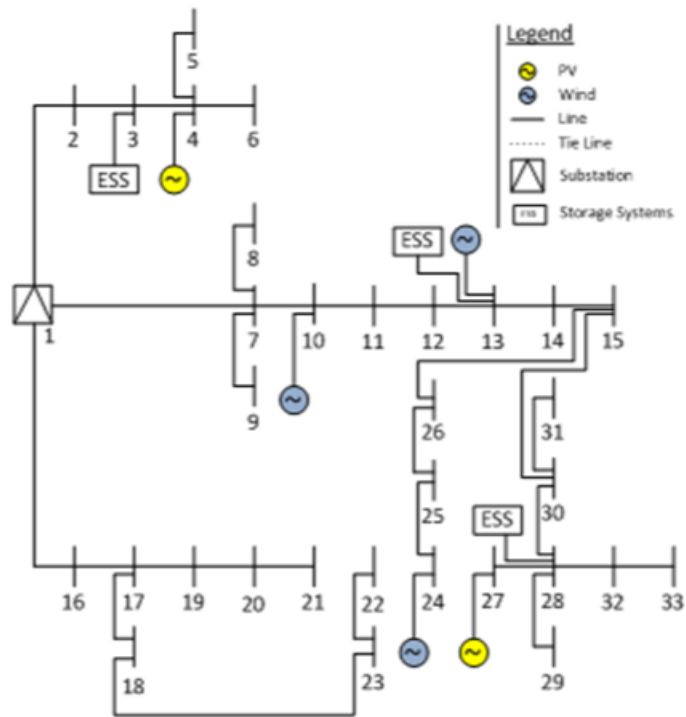 5
Legend
PV
Wind
Line
Tie Line
Substation
ESS Storage Systems
2 3 4 6
ESS
8
ESS
1 7 10 11 12 13 14 15
9
26 31
25 30
ESS
16 17 19 20 21 22 24 27 28 32 33
18 23 29